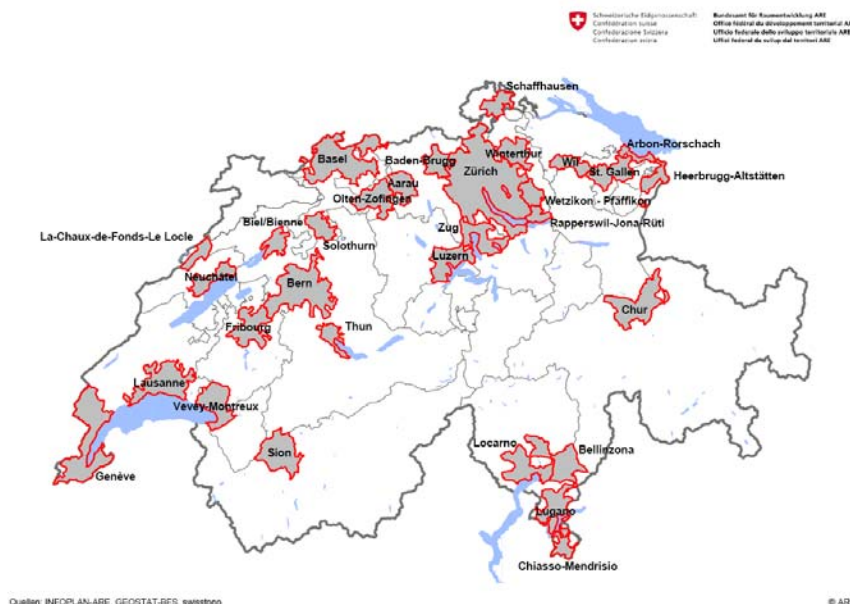 Schweizerische Eidgenossenschaft
Confédération suisse
Confederazione Svizzera
Confederaziun svizra
Bundesamt für Raumentwicklung ARE
Office fédéral du développement territorial AR
Ufficio federale dello sviluppo territoriale ARE
Uffizi federal da svilup dal territori ARE
Schaffhausen
Arbon-Rorschach
Basel
Baden-Brugg
Winterthur
Wil
St. Gallen
Zürich
Aarau
Heerbrugg-Altstätten
Olten-Zofingen
Wetzikon - Pfäffikon
Rapperswil-Jona-Rüti
Biel/Bienne
Zug
La-Chaux-de-Fonds-Le Locle
Solothurn
Luzern
Neuchâtel
Bern
Chur
Fribourg
Thun
Lausanne
Vevey-Montreux
Locarno
Bellinzona
Sion
Genève
Lugano
Chiasso-Mendrisio
Quellen: INFOPLAN-ARE, GEOSTAT-BFS, swisstopo
© AR